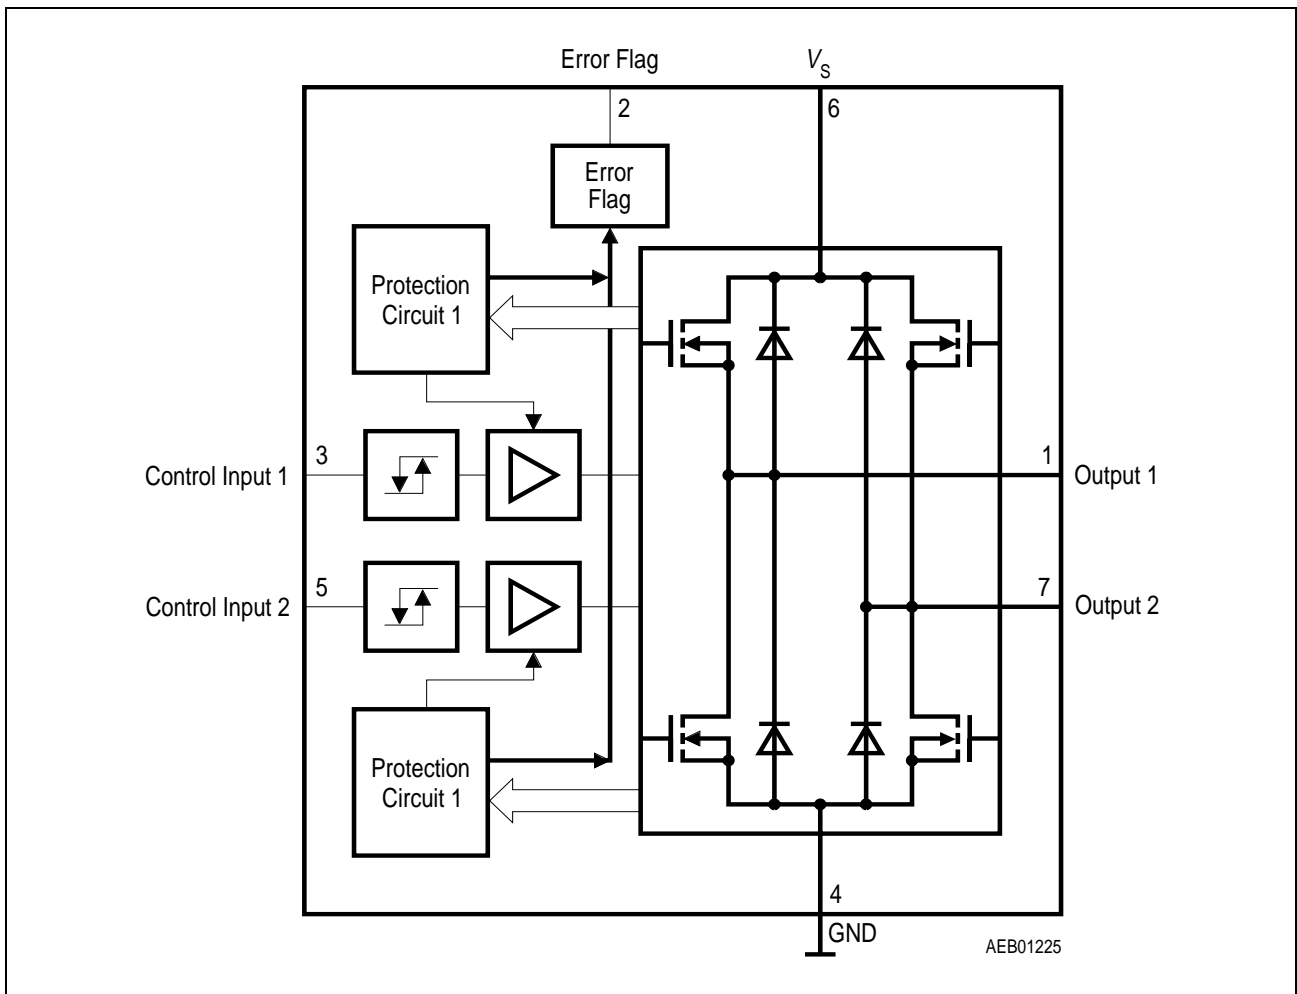 Error Flag
V_S
2
6
Error
Flag
Protection
Circuit 1
3
1
Control Input 1
Output 1
5
7
Control Input 2
Output 2
Protection
Circuit 1
4
GND
AEB01225